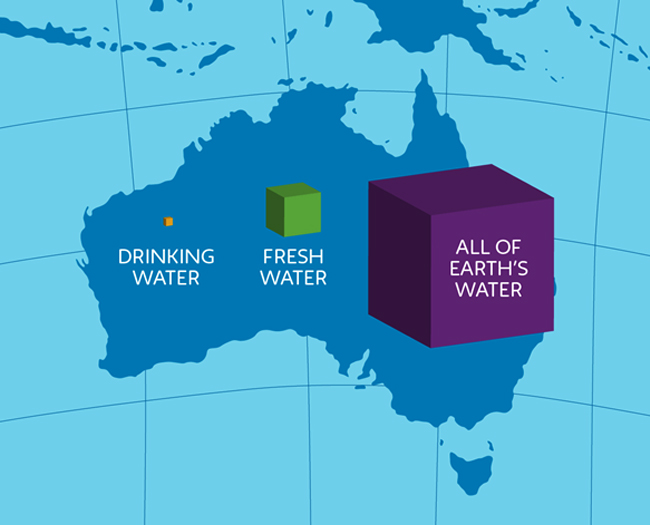 DRINKING
WATER
FRESH
WATER
ALL OF
EARTH'S
WATER